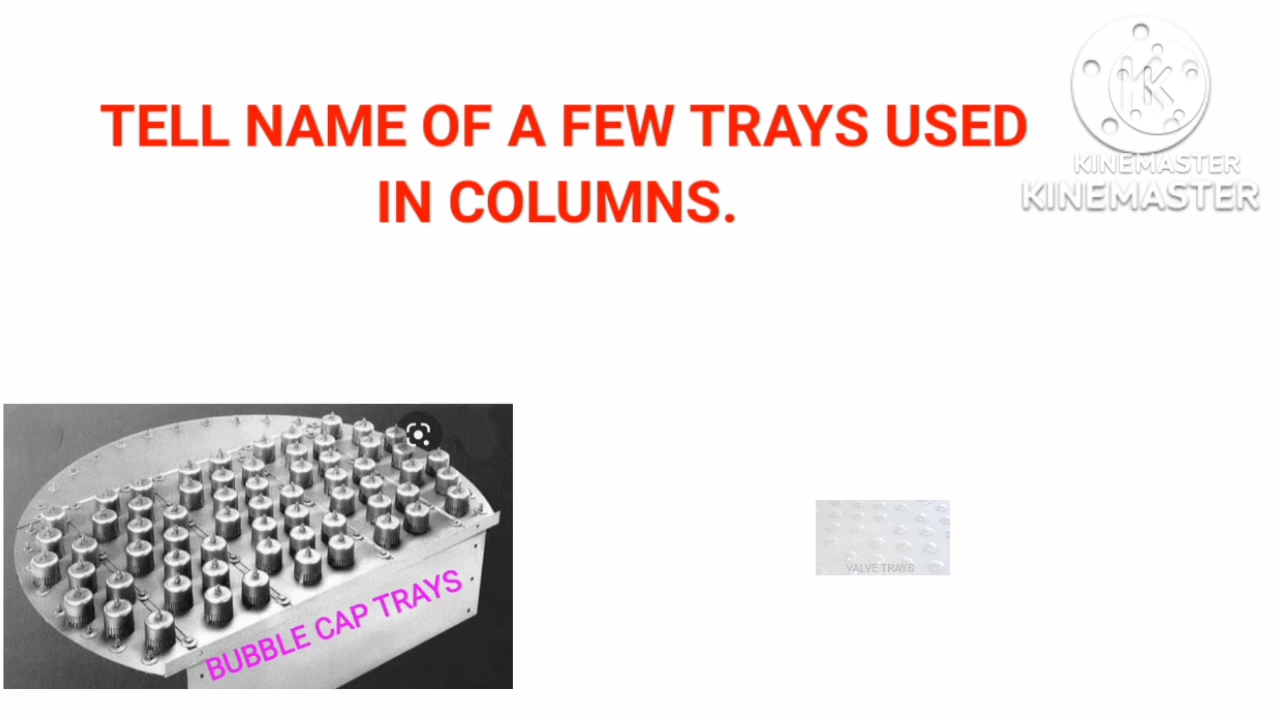 TELL NAME OF A FEW TRAYS USED
IN COLUMNS.
KINEMASTER
KINEMASTER
BUBBLE CAP TRAYS
VALVE TRAYS